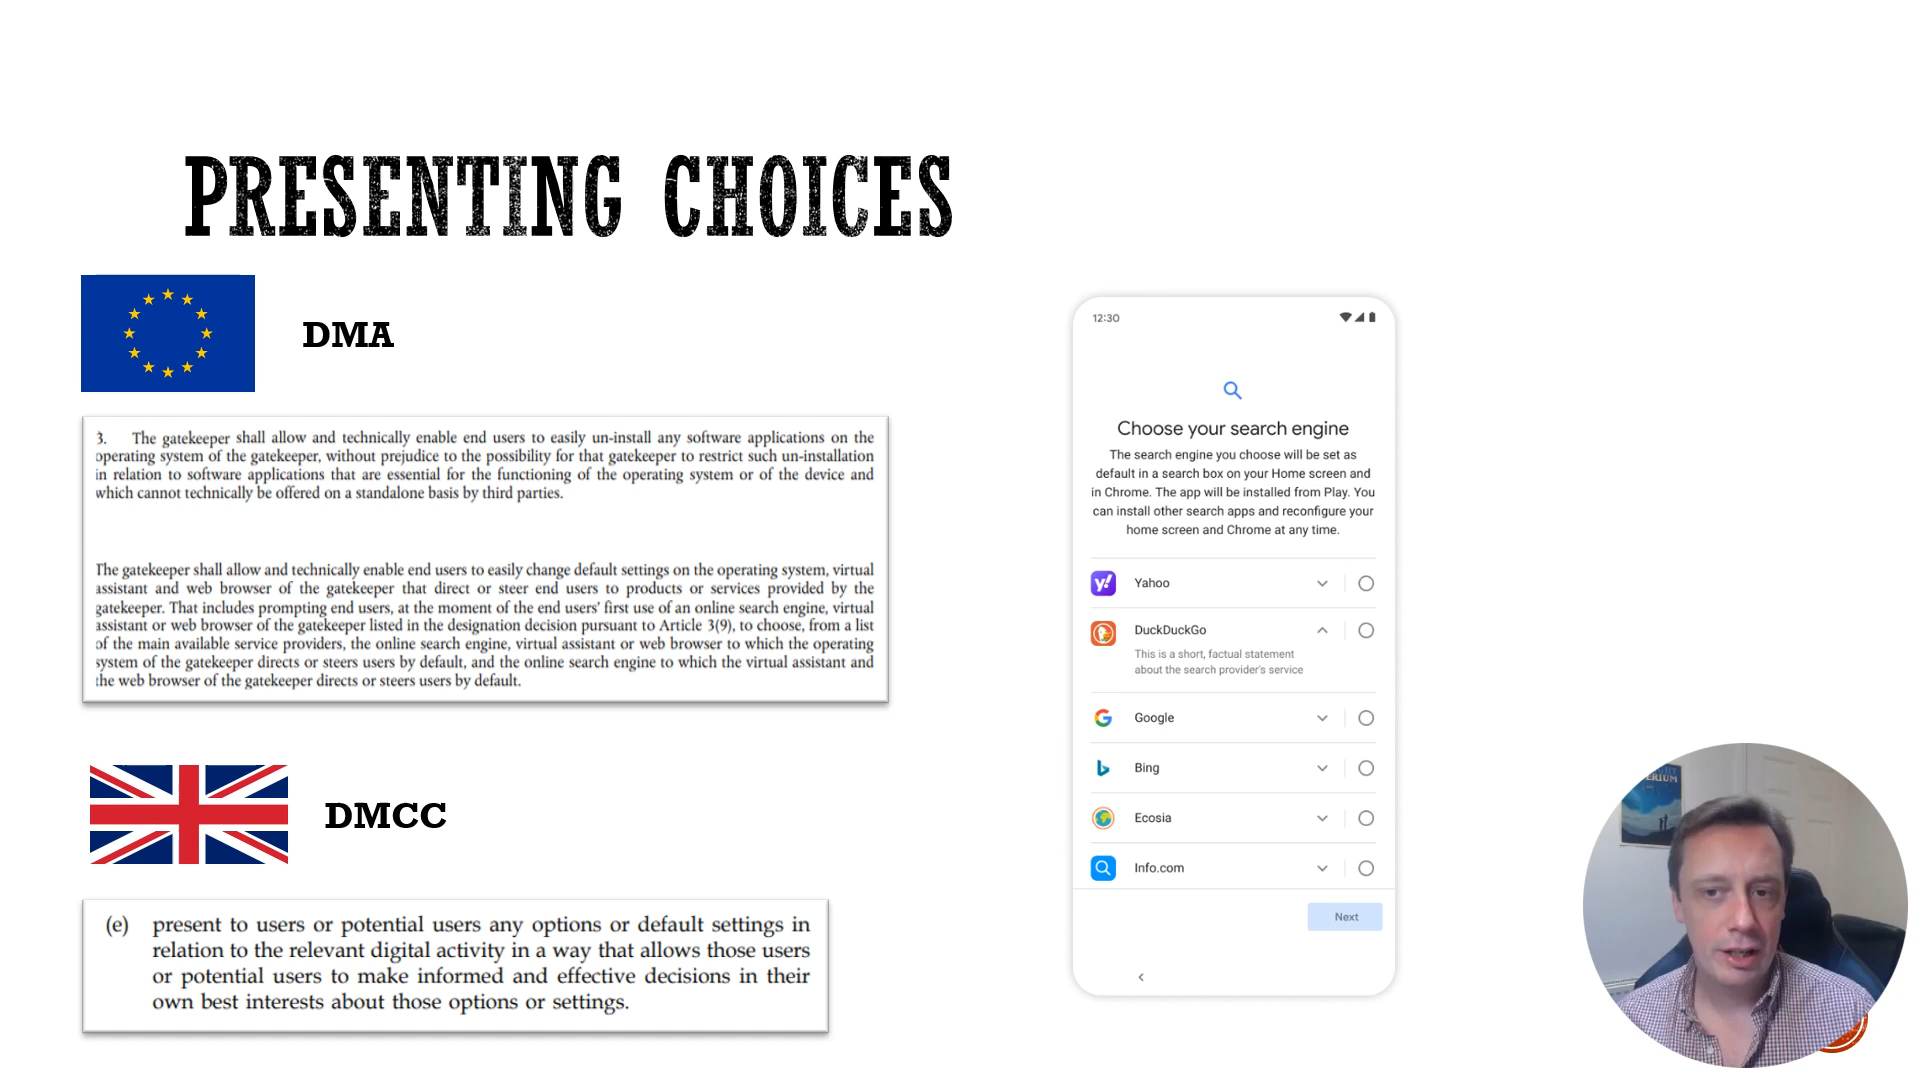 PRESENTING CHOICES
DMA
3. The gatekeeper shall allow and technically enable end users to easily un-install any software applications on the
operating system of the gatekeeper, without prejudice to the possibility for that gatekeeper to restrict such un-installation
in relation to software applications that are essential for the functioning of the operating system or of the device and
which cannot technically be offered on a standalone basis by third parties.
The gatekeeper shall allow and technically enable end users to easily change default settings on the operating system, virtual
assistant and web browser of the gatekeeper that direct or steer end users to products or services provided by the
gatekeeper. That includes prompting end users, at the moment of the end users' first use of an online search engine, virtual
assistant or web browser of the gatekeeper listed in the designation decision pursuant to Article 3(9), to choose, from a list
of the main available service providers, the online search engine, virtual assistant or web browser to which the operating
system of the gatekeeper directs or steers users by default, and the online search engine to which the virtual assistant and
the web browser of the gatekeeper directs or steers users by default.
DMCC
(e) present to users or potential users any options or default settings in
relation to the relevant digital activity in a way that allows those users
or potential users to make informed and effective decisions in their
own best interests about those options or settings.
12:30
Choose your search engine
The search engine you choose will be set as
default in a search box on your Home screen and
in Chrome. The app will be installed from Play. You
can install other search apps and reconfigure your
home screen and Chrome at any time.
Yahoo
DuckDuckGo
This is a short, factual statement
about the search provider's service
Google
Bing
Ecosia
Info.com
Next